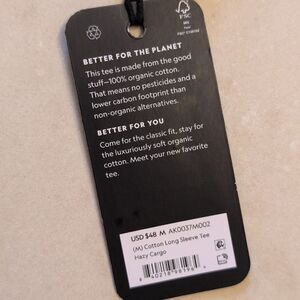 FSC
BETTER FOR THE PLANET
This tee is made from the good
stuff—100% organic cotton.
That means no pesticides and a
lower carbon footprint than
non-organic alternatives.
BETTER FOR YOU
Come for the classic fit, stay for
the luxuriously soft organic
cotton. Meet your new favorite
tee.
USD $48 M AK0037M002
(M) Cotton Long Sleeve Tee
Hazy Cargo